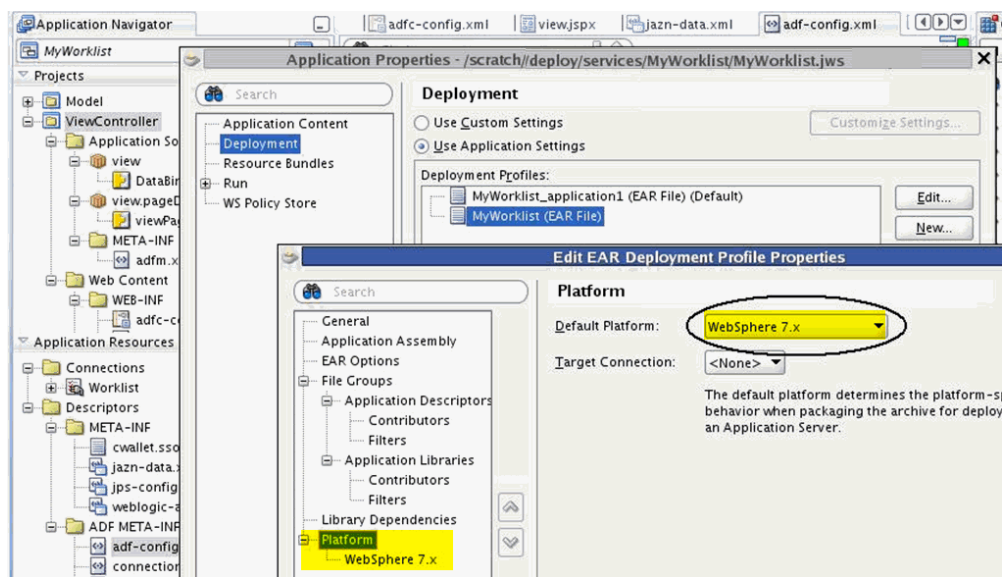 Application Navigator
adfc-config.xml
view.jspx
jazn-data.xml
adf-config.xml
MyWorklist
Application Properties - /scratch//deploy/services/MyWorklist/MyWorklist.jws
Projects
Model
ViewController
Application So
view
DataBin
view.pageD
viewPag
META-INF
adfm.x
Web Content
WEB-INF
adfc-co
Application Resources
Connections
Worklist
Descriptors
META-INF
cwallet.sso
jazn-data.x
jps-config
weblogic-a
ADF META-INF
adf-config
connection
Search
Application Content
Deployment
Resource Bundles
Run
WS Policy Store
Deployment
Use Custom Settings
Customize Settings...
Use Application Settings
Deployment Profiles:
MyWorklist_application1 (EAR File) (Default)
MyWorklist (EAR File)
Edit...
New...
Edit EAR Deployment Profile Properties
Search
General
Application Assembly
EAR Options
File Groups
Application Descriptors
Contributors
Filters
Application Libraries
Contributors
Filters
Library Dependencies
Platform
WebSphere 7.x
Platform
Default Platform:
WebSphere 7.x
Target Connection:
<None>
The default platform determines the platform-sp
behavior when packaging the archive for deploy
an Application Server.